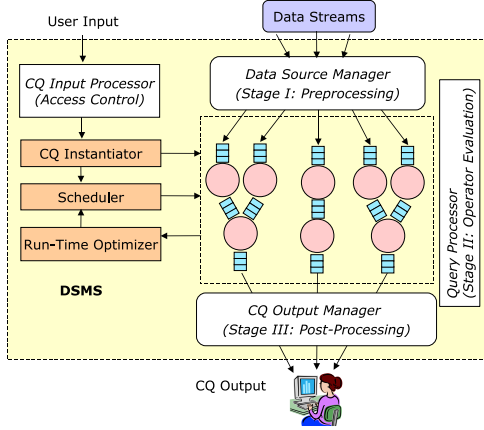 User Input
Data Streams
CQ Input Processor
(Access Control)
Data Source Manager
(Stage I: Preprocessing)
CQ Instantiator
Scheduler
Run-Time Optimizer
Query Processor
(Stage II: Operator Evaluation)
DSMS
CQ Output Manager
(Stage III: Post-Processing)
CQ Output